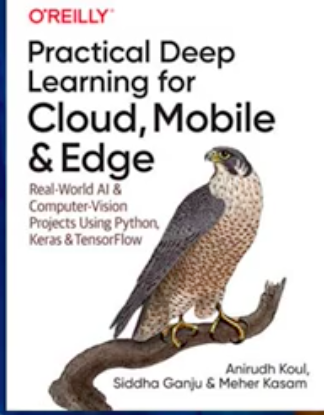 O'REILLY®
Practical Deep
Learning for
Cloud, Mobile
& Edge
Real-World AI &
Computer-Vision
Projects Using Python,
Keras & TensorFlow
Anirudh Koul,
Siddha Ganju & Meher Kasam